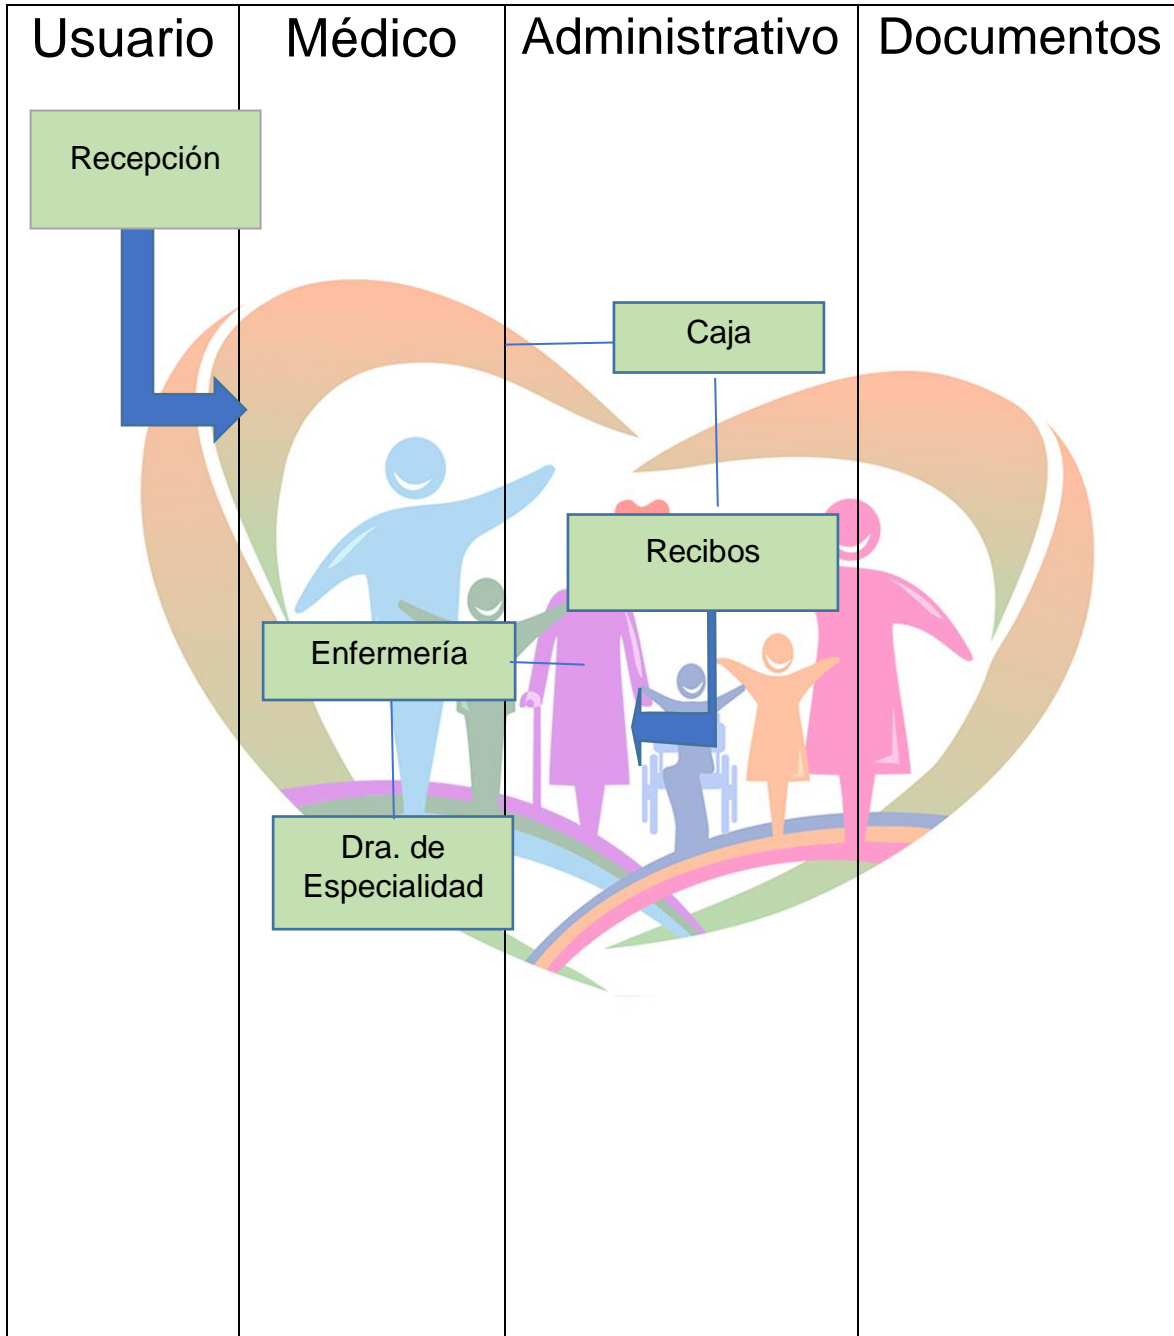 Usuario
Médico
Administrativo
Documentos
Recepción
Caja
Recibos
Enfermería
Dra. de
Especialidad